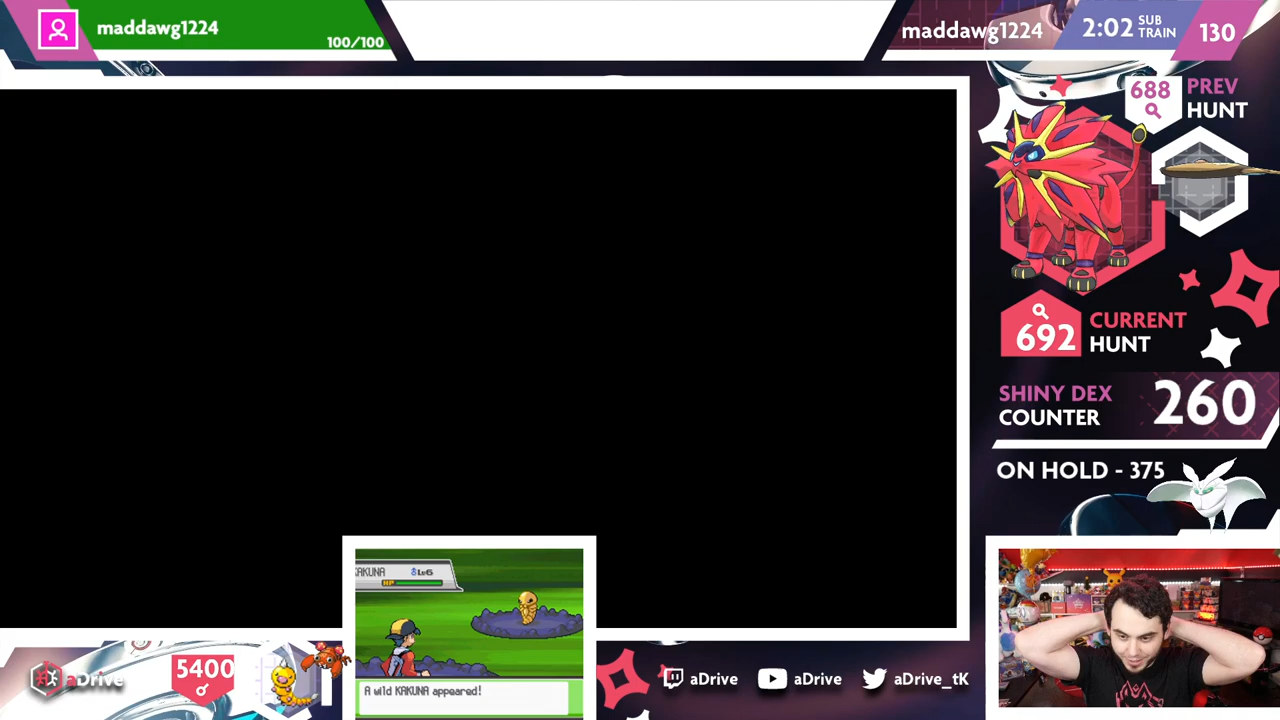 maddawg1224
100/100
maddawg1224
2:02 SUB TRAIN
130
688
PREV HUNT
692
CURRENT HUNT
SHINY DEX COUNTER
260
ON HOLD - 375
KAKUNA ♂Lv6
HP
A wild KAKUNA appeared!
aDrive
5400
aDrive
aDrive
aDrive_tK